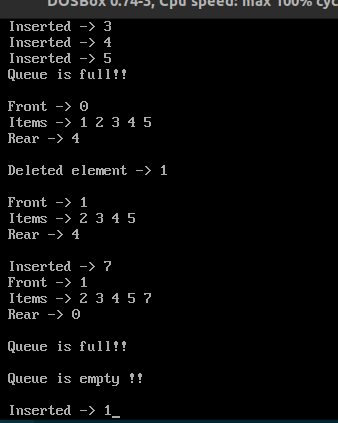 DOSBox 0.74-3, Cpu speed: max 100% cyc
Inserted -> 3
Inserted -> 4
Inserted -> 5
Queue is full!!
Front -> 0
Items -> 1 2 3 4 5
Rear -> 4
Deleted element -> 1
Front -> 1
Items -> 2 3 4 5
Rear -> 4
Inserted -> 7
Front -> 1
Items -> 2 3 4 5 7
Rear -> 0
Queue is full!!
Queue is empty !!
Inserted -> 1_